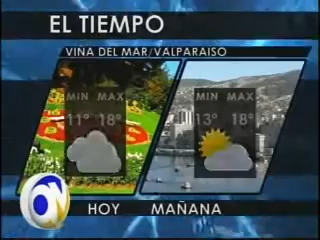 EL TIEMPO
VIÑA DEL MAR/VALPARAISO
MIN MAX MIN MAX
11° 18° 13° 18°
HOY MAÑANA